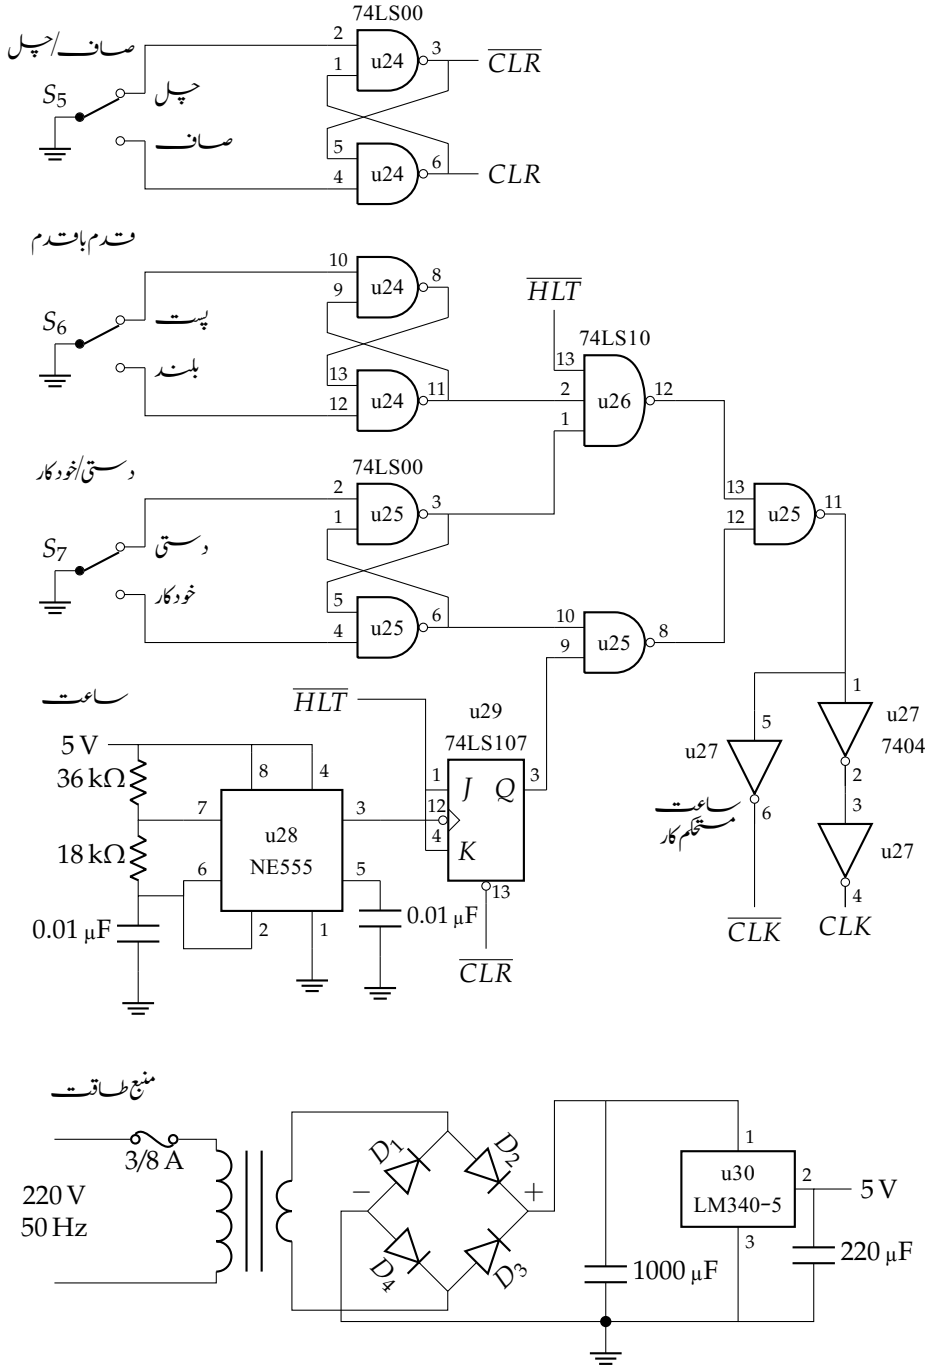 74LS00
صاف/چل
2
3
u24
CLR
1
S5
چل
صاف
5
6
u24
CLR
4
قدم باقدم
10
8
u24
HLT
9
S6
پست
74LS10
بلند
13
13
11
2
12
u24
u26
12
1
دستی/خودکار
74LS00
2
3
u25
13
11
1
12
u25
S7
دستی
خودکار
5
6
10
u25
u25
8
4
9
ساعت
HLT
u29
74LS107
1
u27
7404
5 V
36 kΩ
8
4
5
u27
2
7
3
1
J
Q
3
12
4
K
ساعت
مستحکم کار
6
3
u27
u28
NE555
18 kΩ
6
5
13
4
0.01 μF
2
1
0.01 μF
CLR
CLK
CLK
منبع طاقت
3/8 A
D1
D2
1
220 V
50 Hz
−
+
u30
LM340-5
2
5 V
3
D4
D3
1000 μF
220 μF